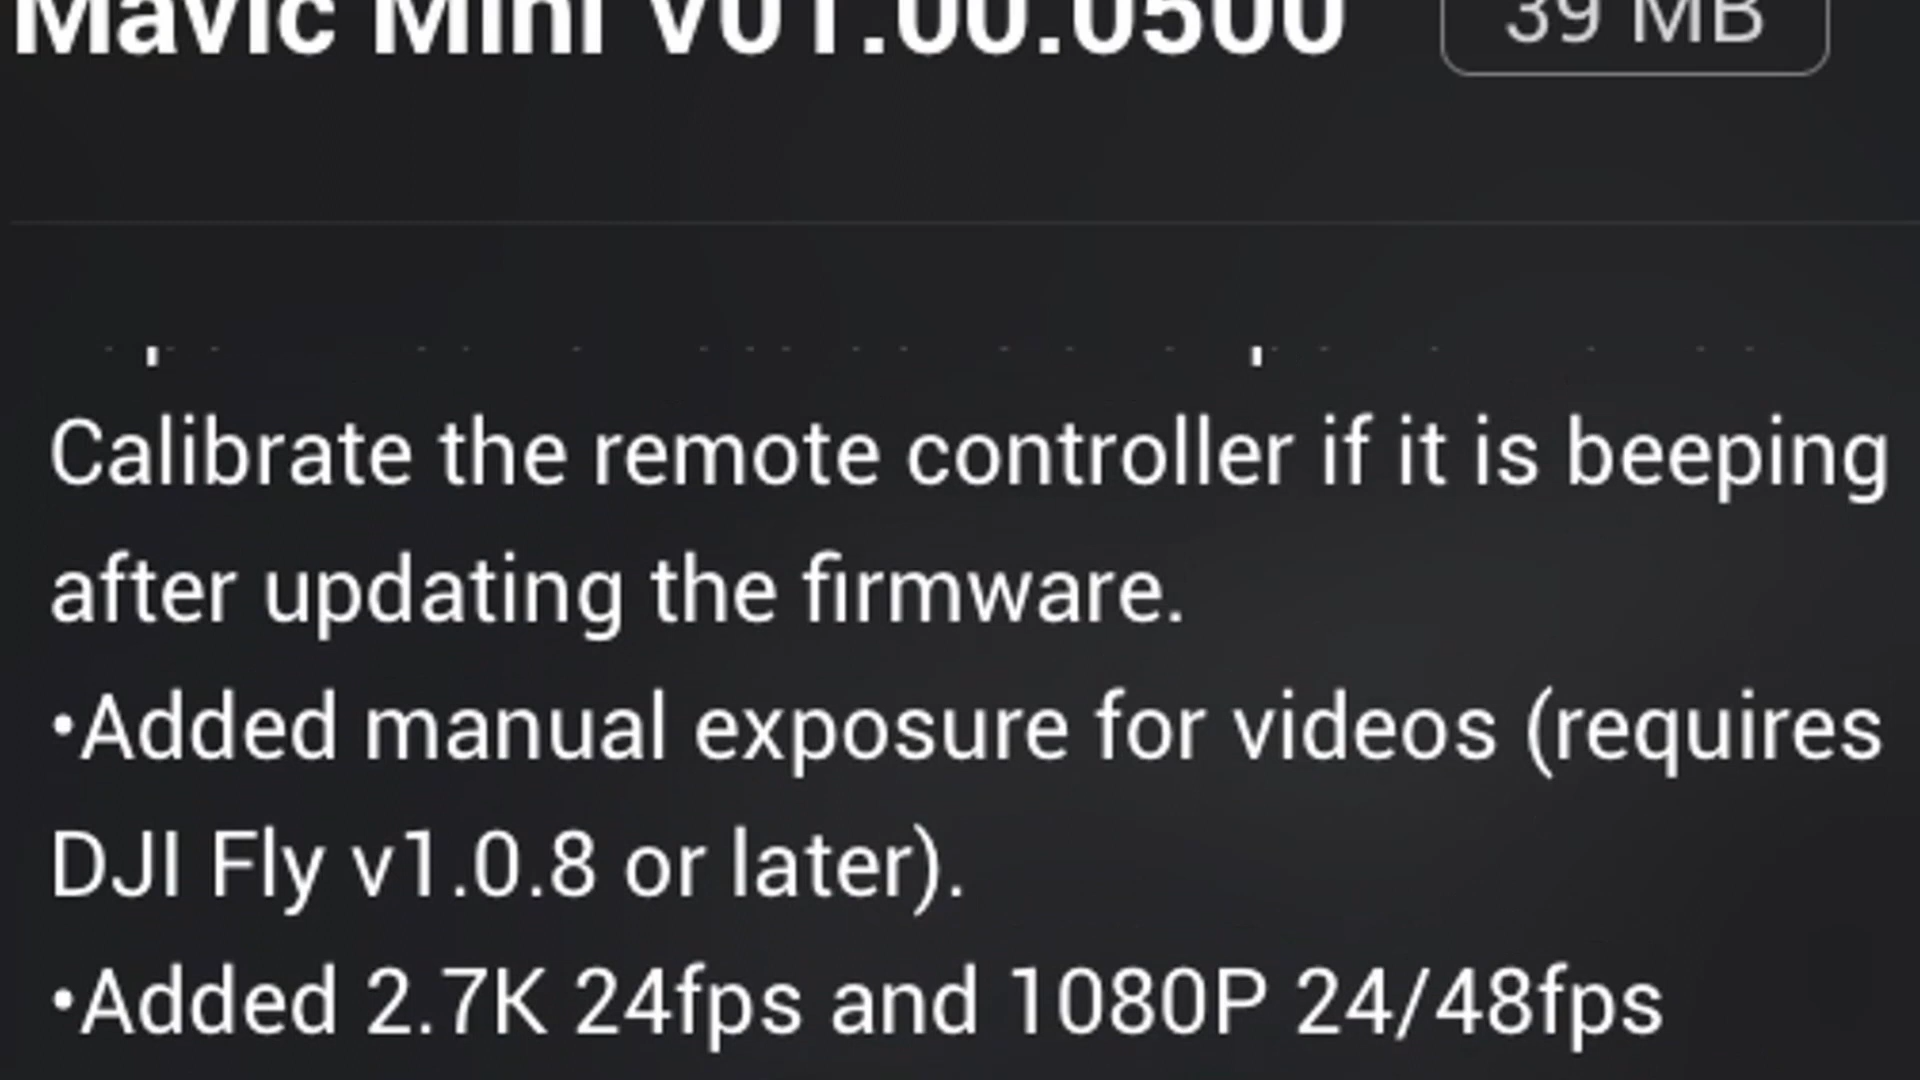 Mavic Mini v01.00.0500 39 MB
Calibrate the remote controller if it is beeping
after updating the firmware.
•Added manual exposure for videos (requires
DJI Fly v1.0.8 or later).
•Added 2.7K 24fps and 1080P 24/48fps